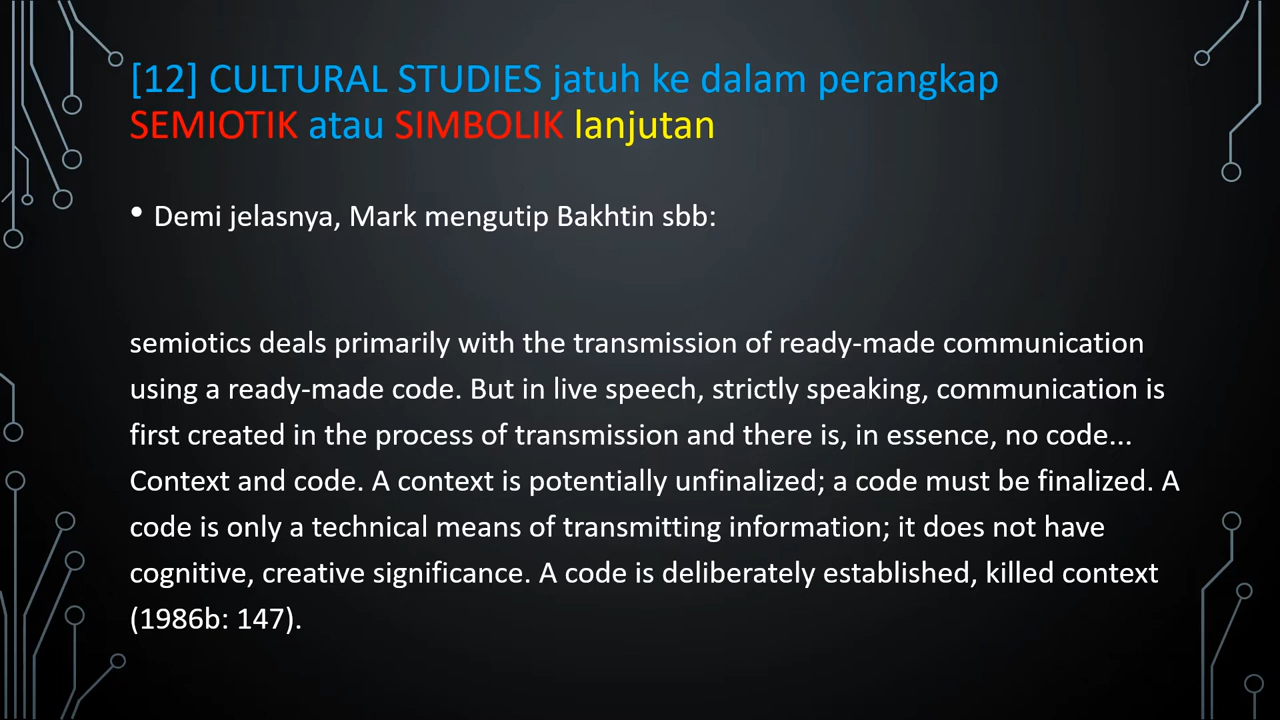 [12] CULTURAL STUDIES jatuh ke dalam perangkap
SEMIOTIK atau SIMBOLIK lanjutan
• Demi jelasnya, Mark mengutip Bakhtin sbb:
semiotics deals primarily with the transmission of ready-made communication
using a ready-made code. But in live speech, strictly speaking, communication is
first created in the process of transmission and there is, in essence, no code...
Context and code. A context is potentially unfinalized; a code must be finalized. A
code is only a technical means of transmitting information; it does not have
cognitive, creative significance. A code is deliberately established, killed context
(1986b: 147).